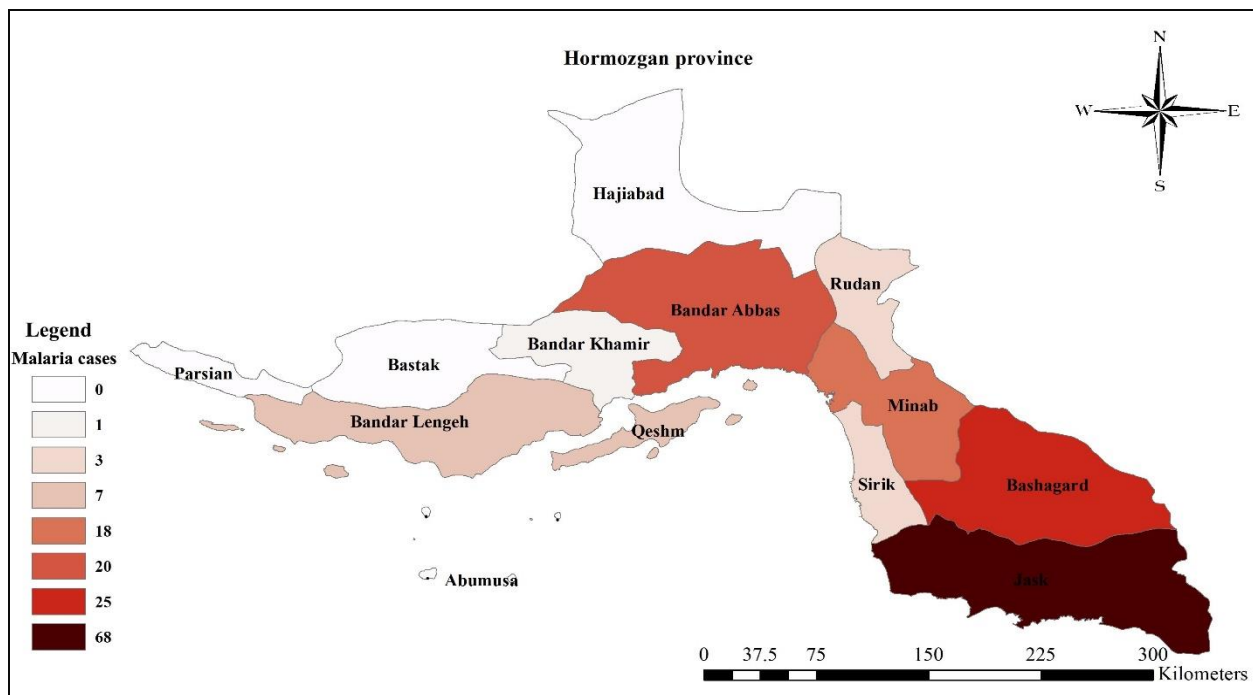 Hormozgan province
N
W E
S
Hajiabad
Rudan
Bandar Abbas
Bandar Khamir
Bastak
Parsian
Bandar Lengeh
Qeshm
Minab
Sirik
Bashagard
Jask
Abumusa
Legend
Malaria cases
0
1
3
7
18
20
25
68
0 37.5 75 150 225 300
Kilometers